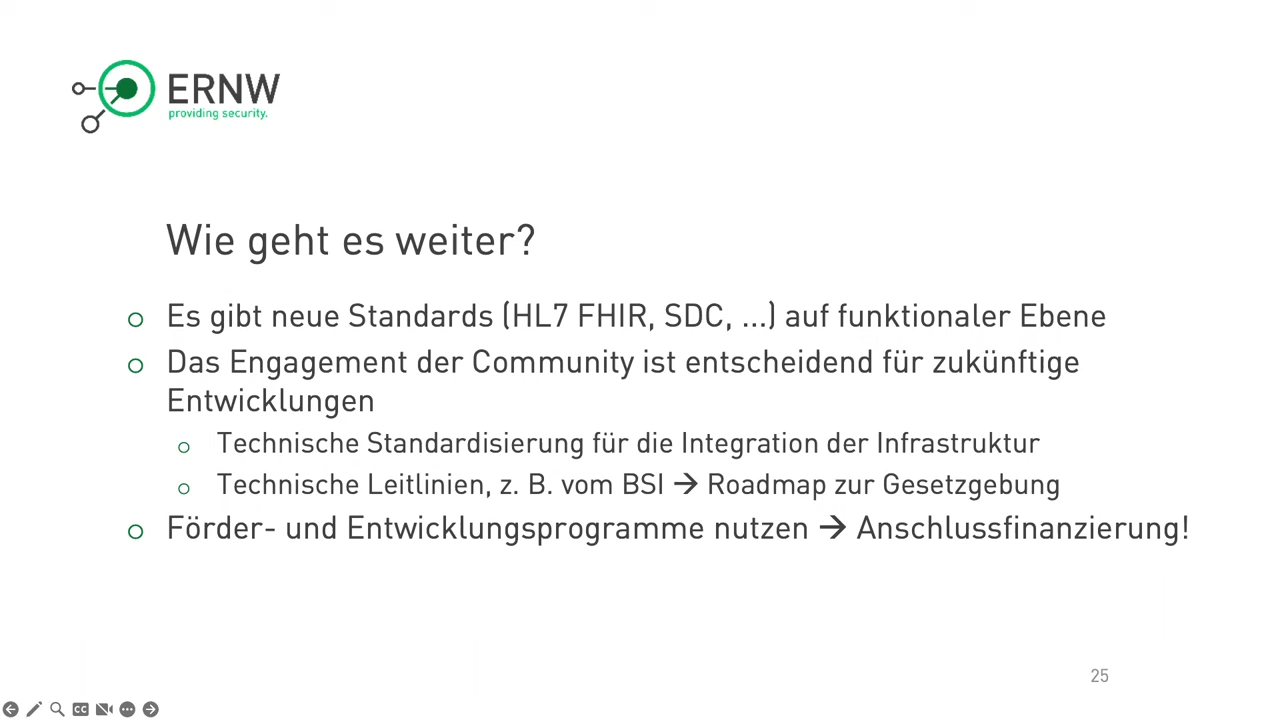 ERNW
providing security.
Wie geht es weiter?
Es gibt neue Standards (HL7 FHIR, SDC, ...) auf funktionaler Ebene
Das Engagement der Community ist entscheidend für zukünftige
Entwicklungen
Technische Standardisierung für die Integration der Infrastruktur
Technische Leitlinien, z. B. vom BSI → Roadmap zur Gesetzgebung
Förder- und Entwicklungsprogramme nutzen → Anschlussfinanzierung!
25
CC